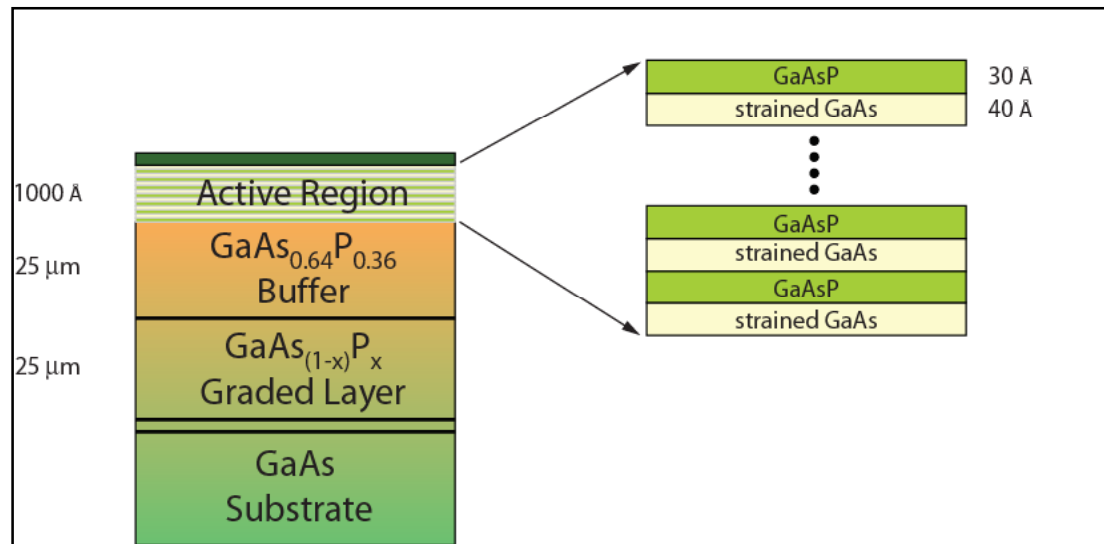 1000 Å
Active Region
25 μm
GaAs0.64P0.36
Buffer
25 μm
GaAs(1-x)Px
Graded Layer
GaAs
Substrate
GaAsP 30 Å
strained GaAs 40 Å
GaAsP
strained GaAs
GaAsP
strained GaAs